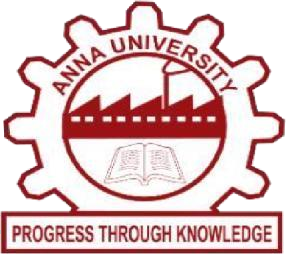 ANNA UNIVERSITY
PROGRESS THROUGH KNOWLEDGE